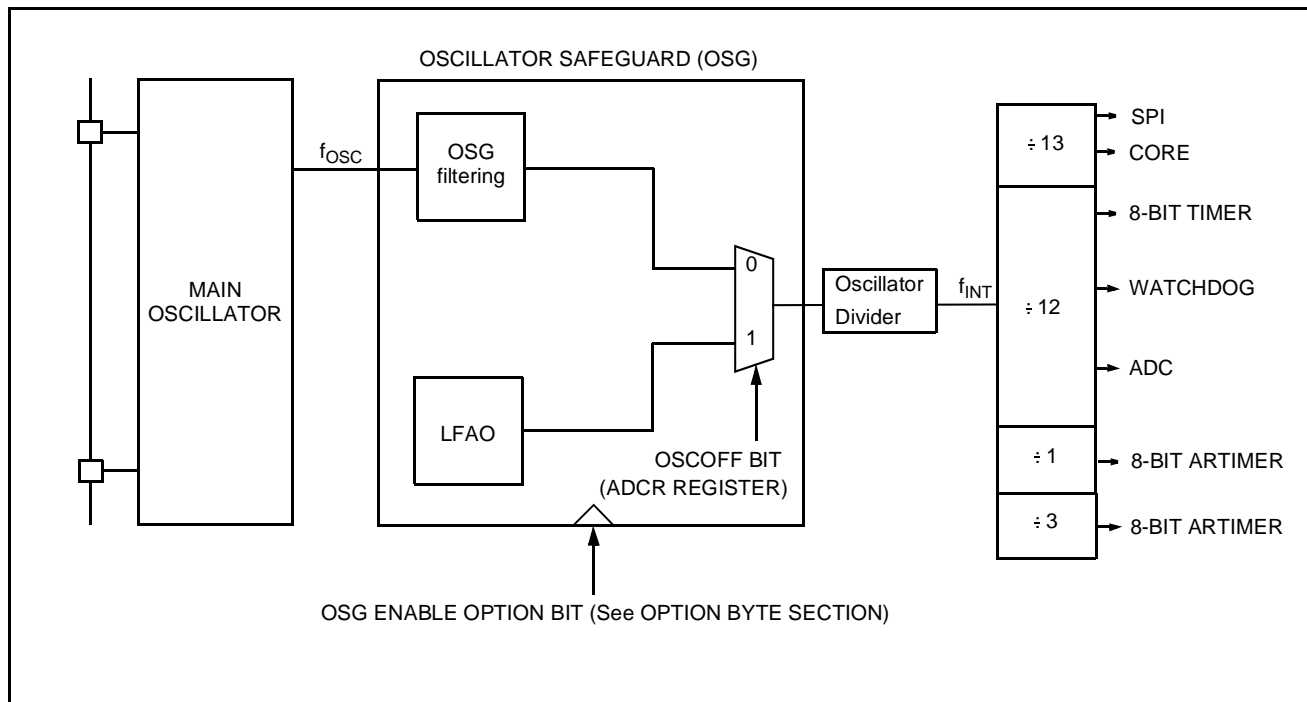 OSCILLATOR SAFEGUARD (OSG)
MAIN
OSCILLATOR
fOSC
OSG
filtering
LFAO
0
1
OSCOFF BIT
(ADCR REGISTER)
OSG ENABLE OPTION BIT (See OPTION BYTE SECTION)
Oscillator
Divider
fINT
÷ 13
÷ 12
÷ 1
÷ 3
SPI
CORE
8-BIT TIMER
WATCHDOG
ADC
8-BIT ARTIMER
8-BIT ARTIMER